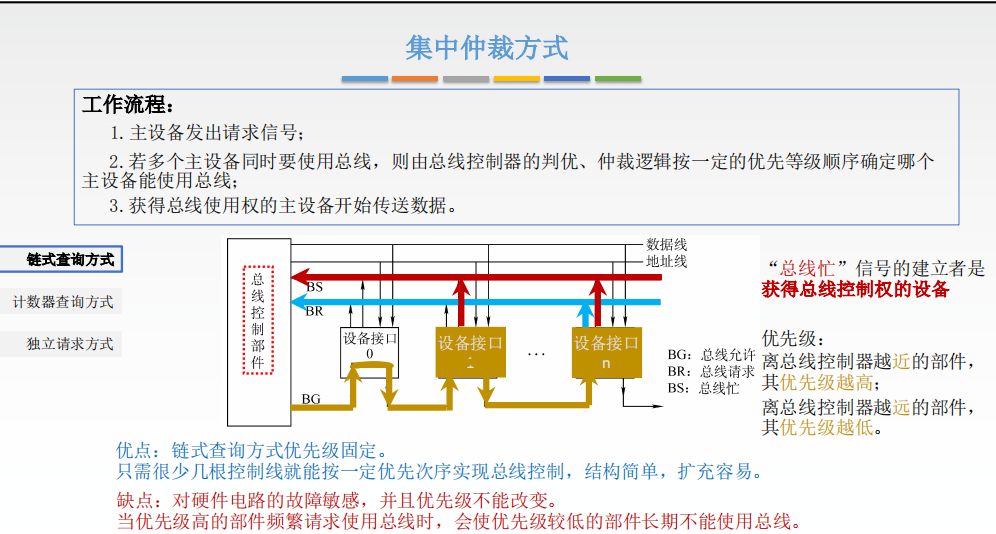 集中仲裁方式
工作流程：
1.主设备发出请求信号；
2.若多个主设备同时要使用总线，则由总线控制器的判优、仲裁逻辑按一定的优先等级顺序确定哪个
主设备能使用总线；
3.获得总线使用权的主设备开始传送数据。
链式查询方式
计数器查询方式
独立请求方式
总线控制部件
数据线
地址线
BS
BR
设备接口
0
设备接口
1
…
设备接口
n
BG
BG：总线允许
BR：总线请求
BS：总线忙
“总线忙”信号的建立者是
获得总线控制权的设备
优先级：
离总线控制器越近的部件，
其优先级越高；
离总线控制器越远的部件，
其优先级越低。
优点：链式查询方式优先级固定。
只需很少几根控制线就能按一定优先次序实现总线控制，结构简单，扩充容易。
缺点：对硬件电路的故障敏感，并且优先级不能改变。
当优先级高的部件频繁请求使用总线时，会使优先级较低的部件长期不能使用总线。